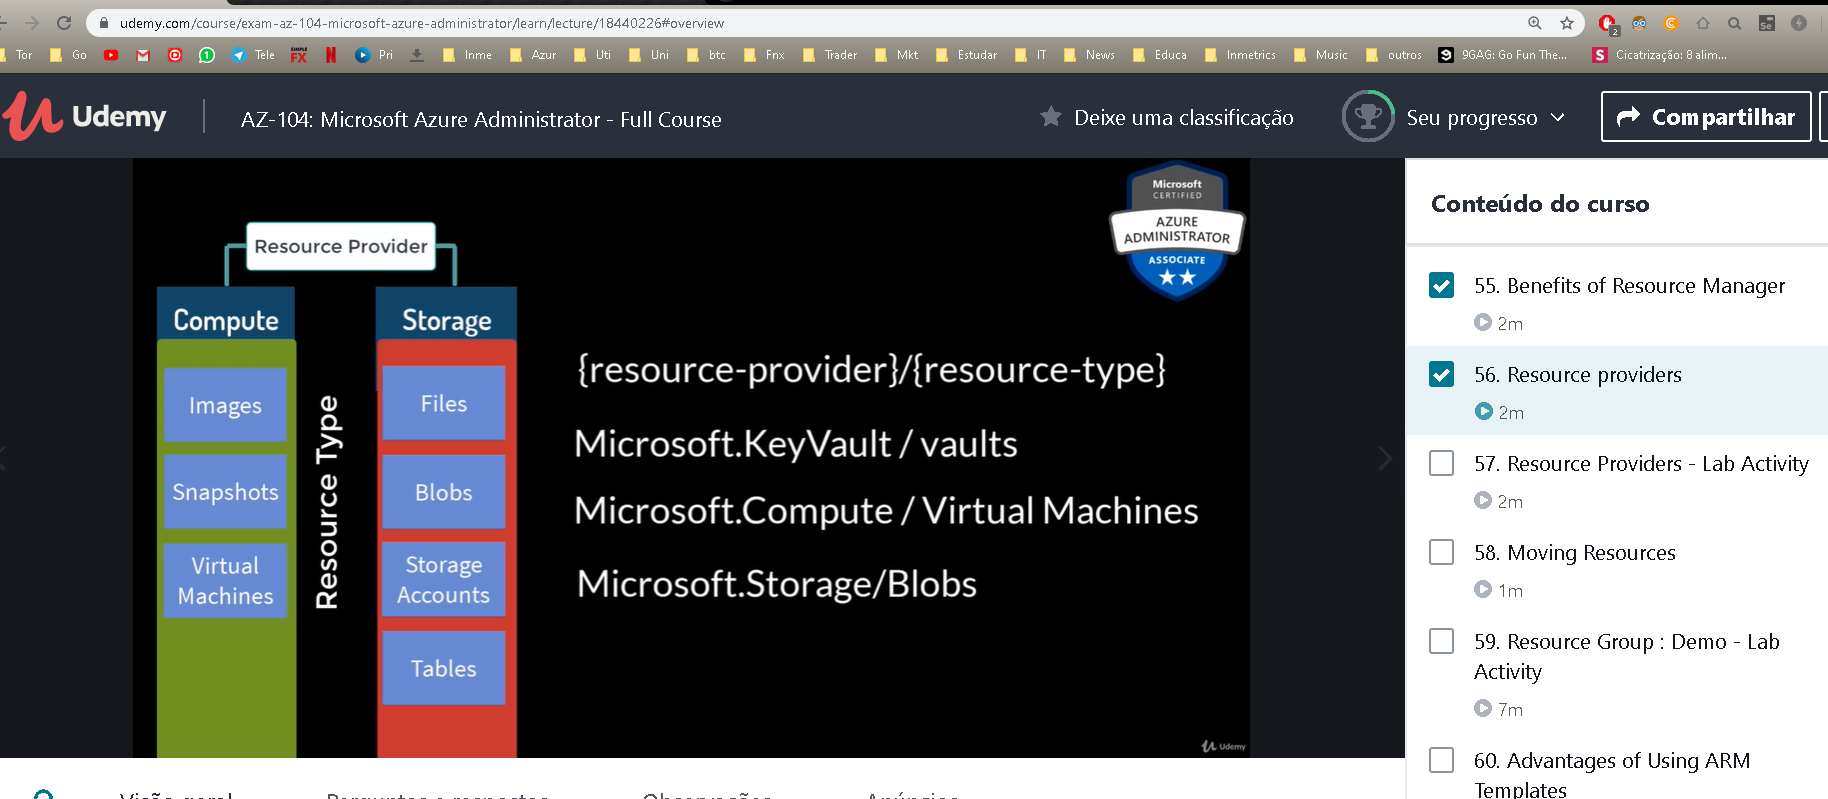 udemy.com/course/exam-az-104-microsoft-azure-administrator/learn/lecture/18440226#overview
2
Tor Go 1 Tele SIMPLE FX N Pri Inme Azur Uti Uni btc Fnx Trader Mkt Estudar IT News Educa Inmetrics Music outros 9GAG: Go Fun The... S Cicatrização: 8 alim...
Udemy
AZ-104: Microsoft Azure Administrator - Full Course
Deixe uma classificação
Seu progresso
Compartilhar
Microsoft
CERTIFIED
AZURE
ADMINISTRATOR
ASSOCIATE
Resource Provider
Compute
Images
Snapshots
Virtual
Machines
Resource Type
Storage
Files
Blobs
Storage
Accounts
Tables
{resource-provider}/{resource-type}
Microsoft.KeyVault / vaults
Microsoft.Compute / Virtual Machines
Microsoft.Storage/Blobs
Udemy
Conteúdo do curso
55. Benefits of Resource Manager
2m
56. Resource providers
2m
57. Resource Providers - Lab Activity
2m
58. Moving Resources
1m
59. Resource Group : Demo - Lab
Activity
7m
60. Advantages of Using ARM
Templates
Visão geral
Perguntas e respostas
Observações
Anúncios